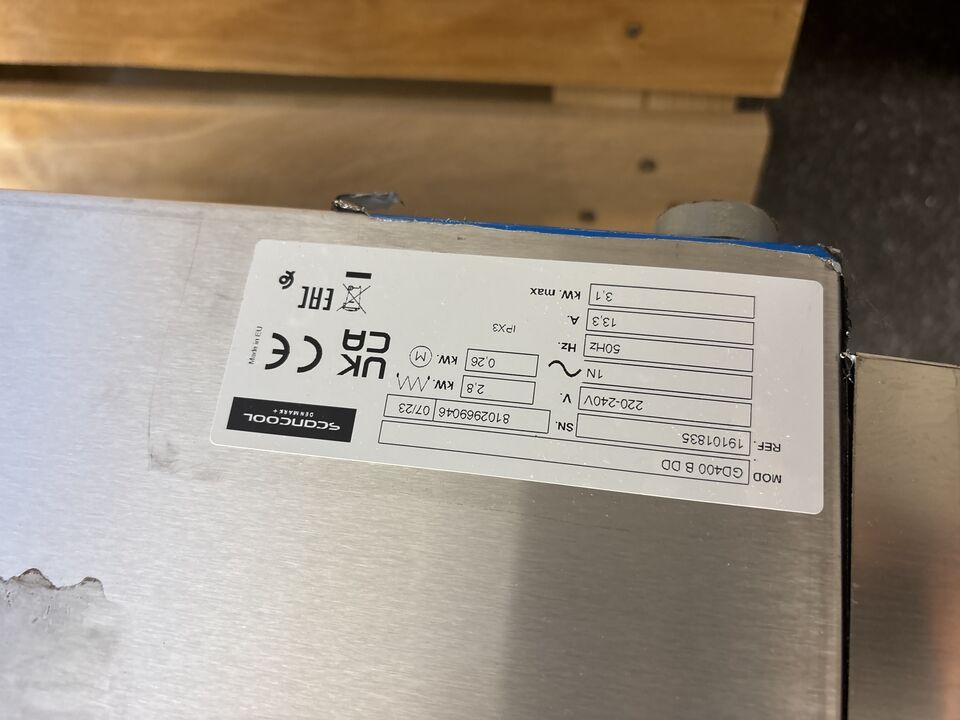 MOD GD400 B DD
REF. 19101835 SN. 8102969046 07/23
220-240V V. 2,8 kW.
1N 0,26 kW. M
50Hz Hz. IPX3
13,3 A.
3,1 kW. max
SCANCOOL
DENMARK +
Made in EU
CE UK CA
EAC